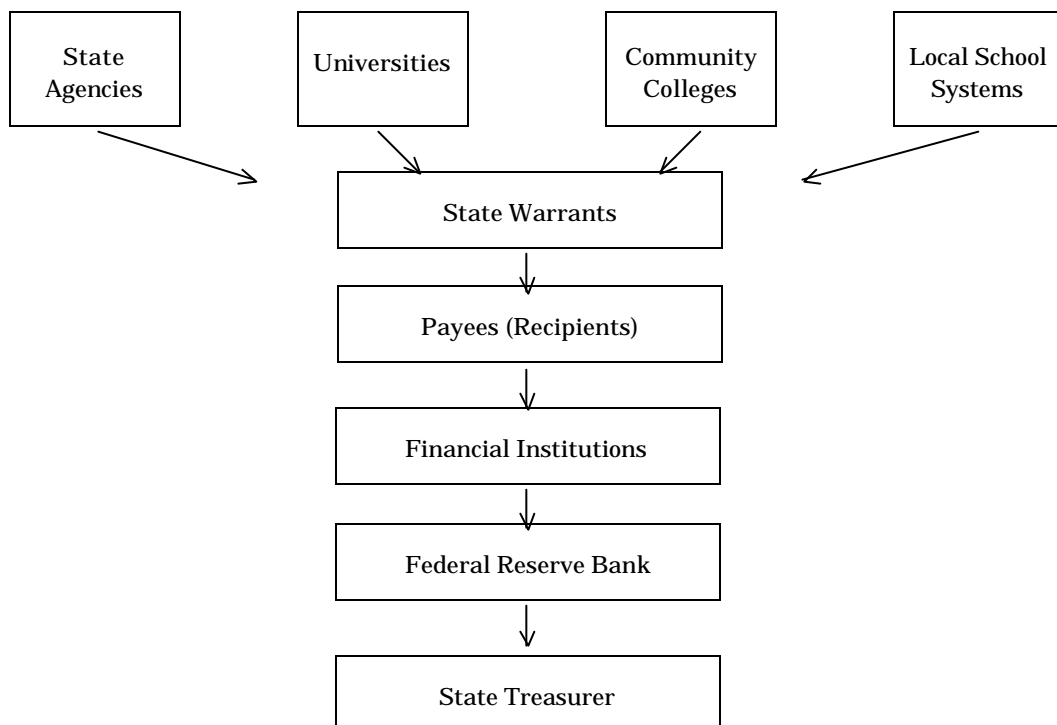 State
Agencies
Universities
Community
Colleges
Local School
Systems
State Warrants
Payees (Recipients)
Financial Institutions
Federal Reserve Bank
State Treasurer